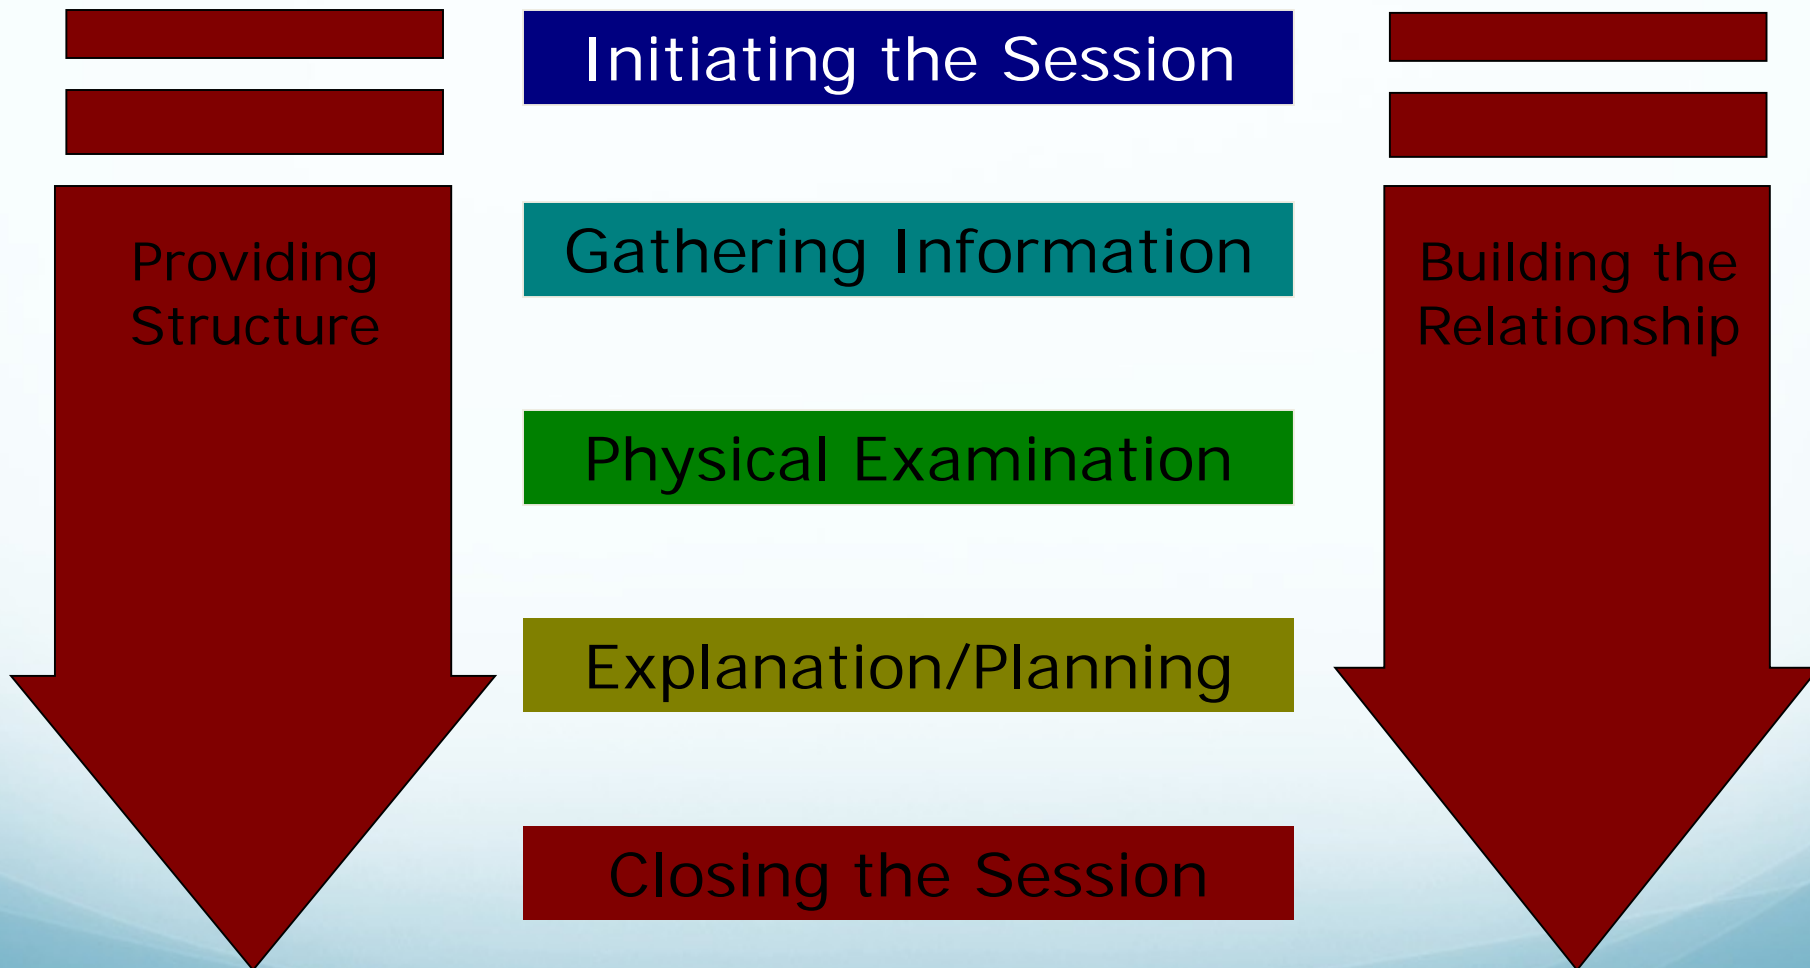 Initiating the Session
Providing
Structure
Gathering Information
Building the
Relationship
Physical Examination
Explanation/Planning
Closing the Session